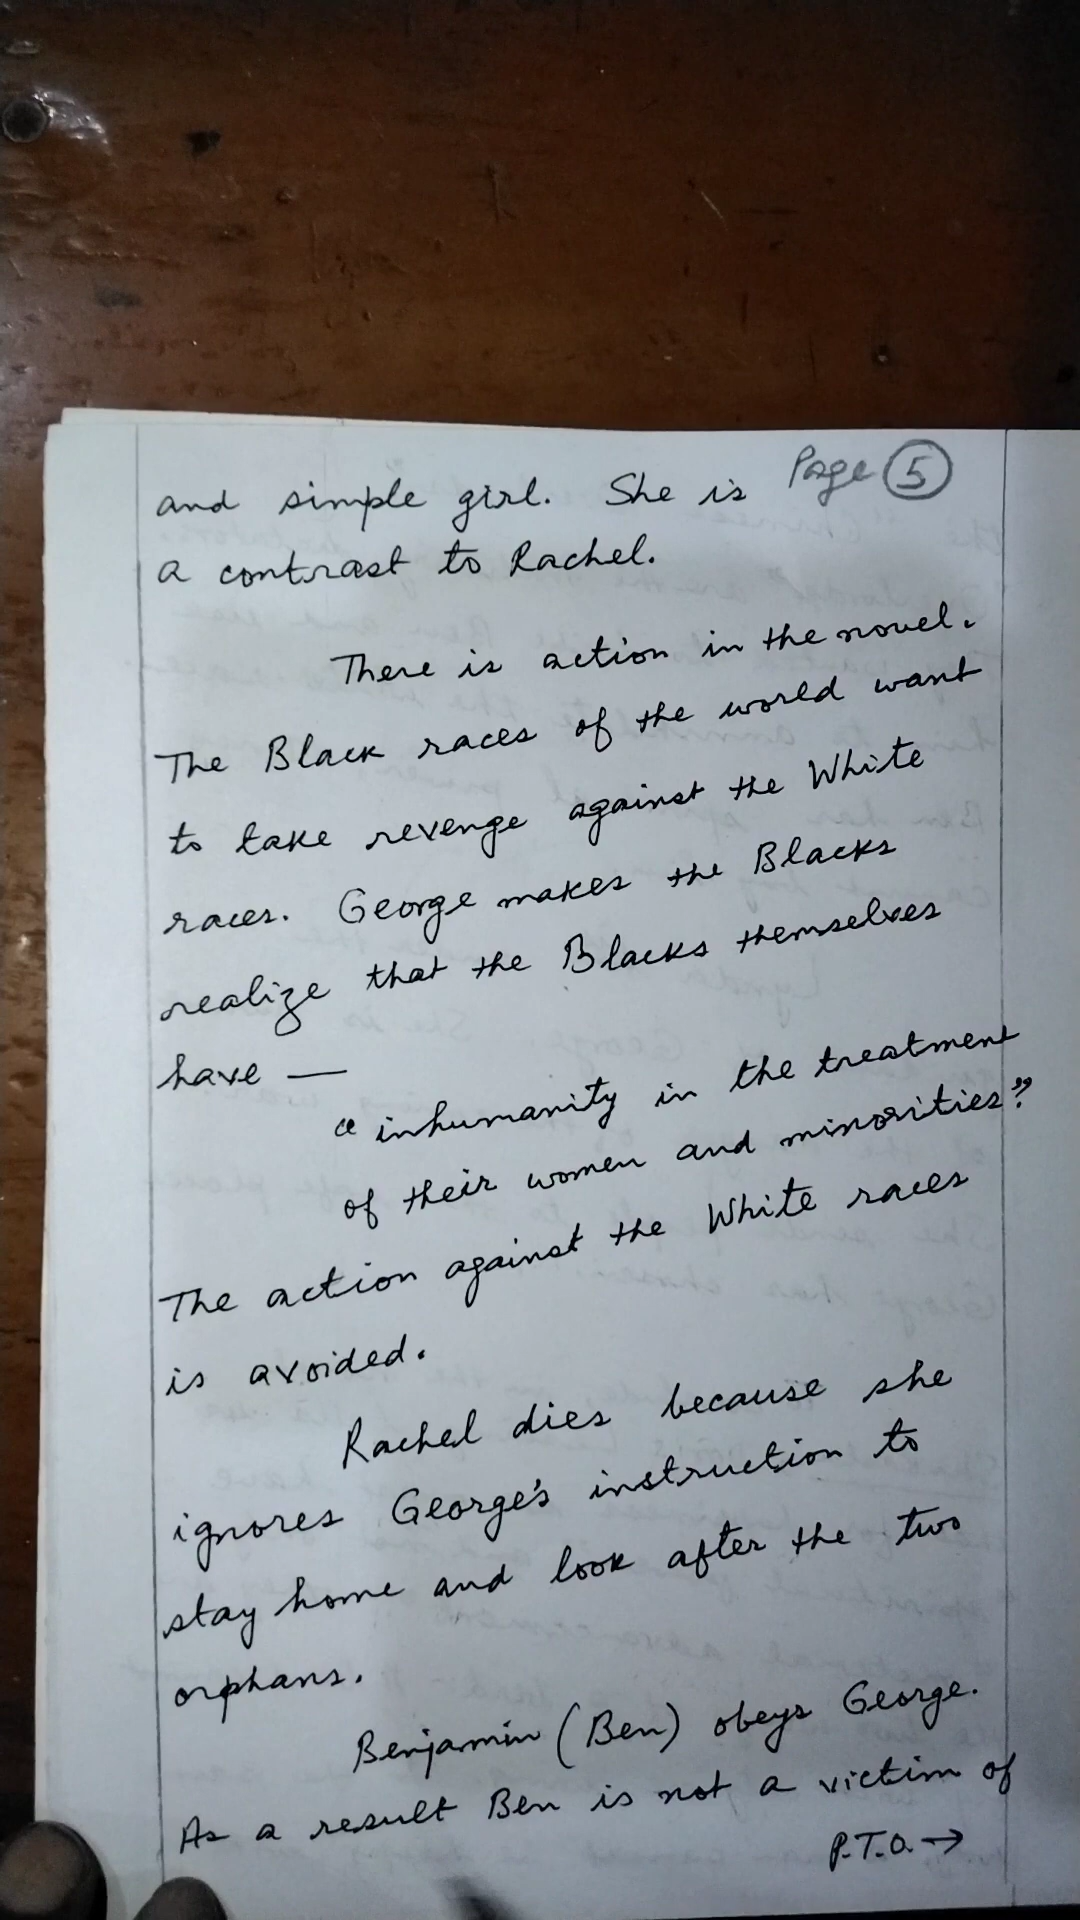 Page 5
and simple girl. She is
a contrast to Rachel.
There is action in the novel.
The Black races of the world want
to take revenge against the White
races. George makes the Blacks
realize that the Blacks themselves
have —
"inhumanity in the treatment
of their women and minorities"?
The action against the White races
is avoided.
Rachel dies because she
ignores George's instruction to
stay home and look after the two
orphans.
Benjamin (Ben) obeys George.
As a result Ben is not a victim of
P.T.O. →